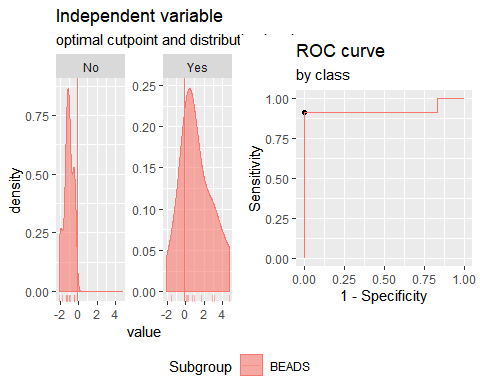 Independent variable
optimal cutpoint and distribut
No
Yes
density
0.75
0.50
0.25
0.00
-2 0 2 4
0.25
0.20
0.15
0.10
0.05
0.00
-2 0 2 4
value
ROC curve
by class
Sensitivity
1.00
0.75
0.50
0.25
0.00
0.00 0.25 0.50 0.75 1.00
1 - Specificity
Subgroup
BEADS